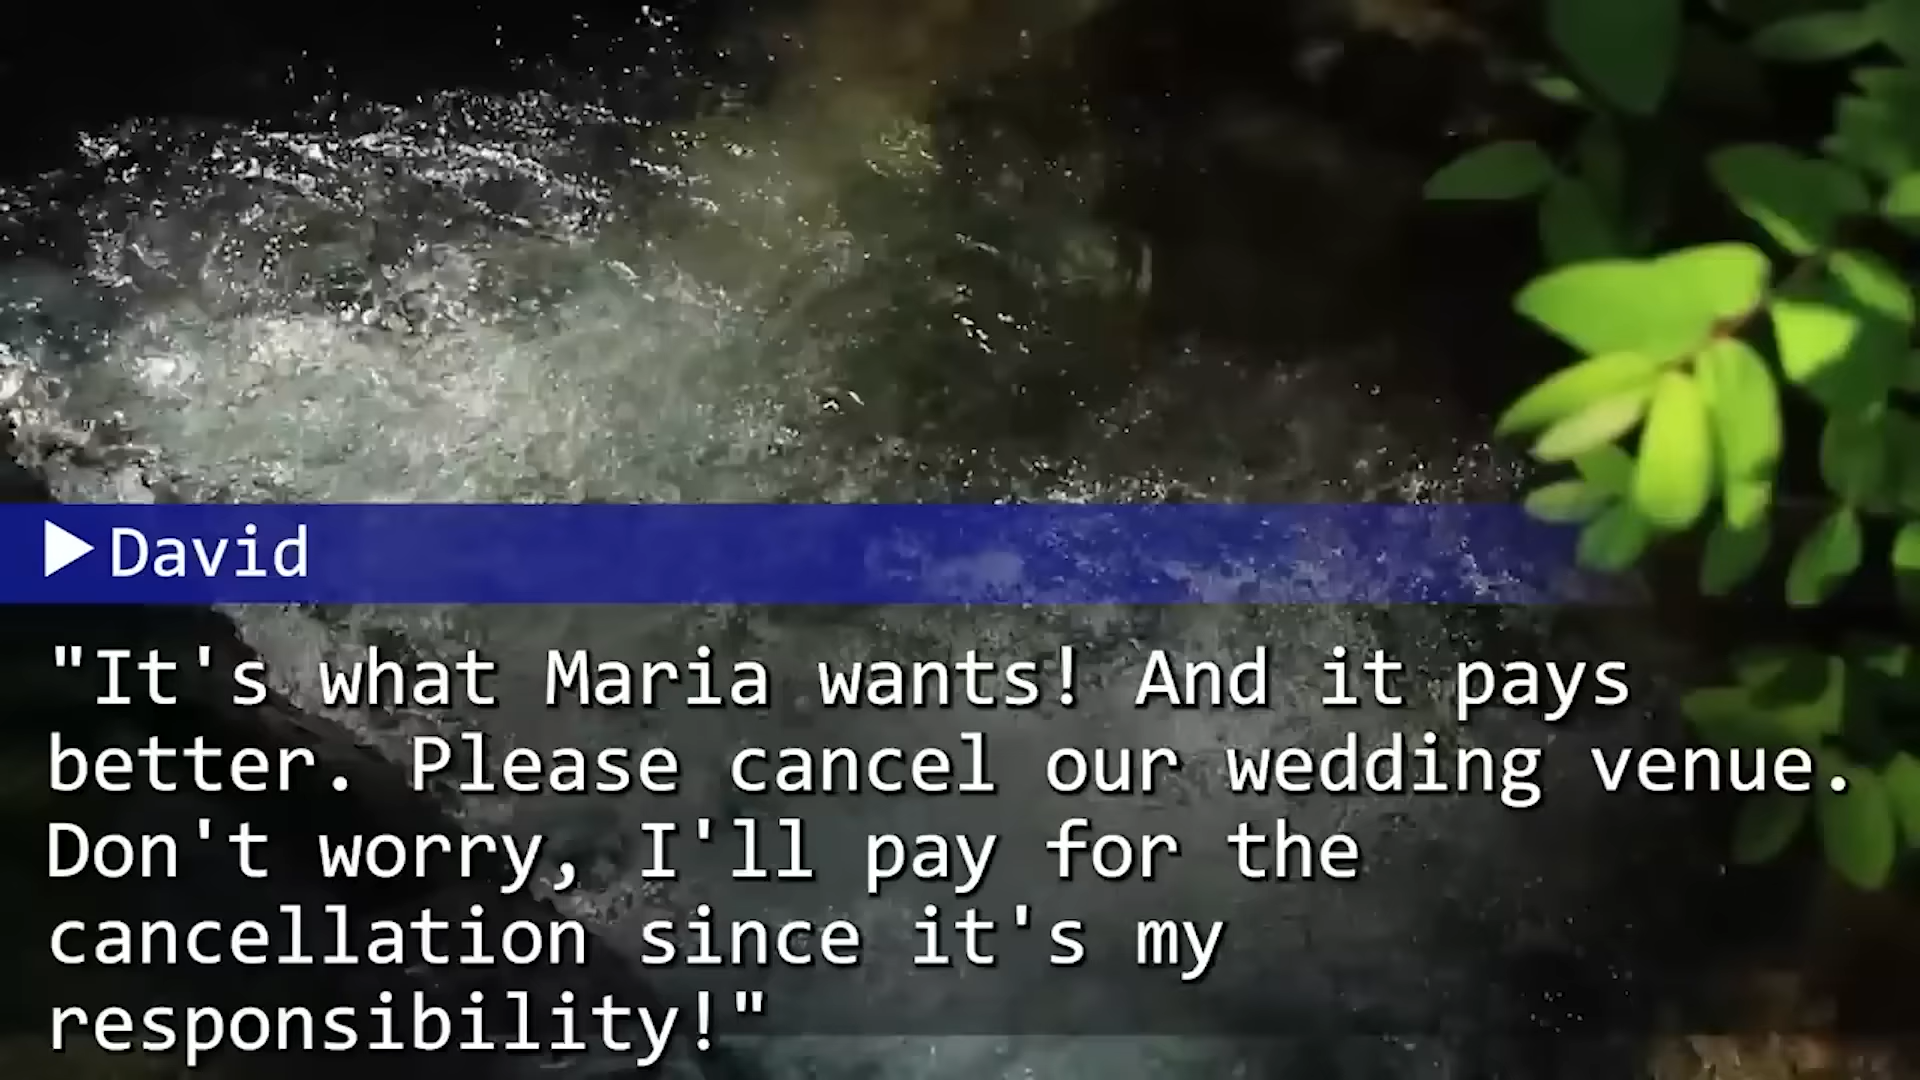 ▶David
"It's what Maria wants! And it pays
better. Please cancel our wedding venue.
Don't worry, I'll pay for the
cancellation since it's my
responsibility!"